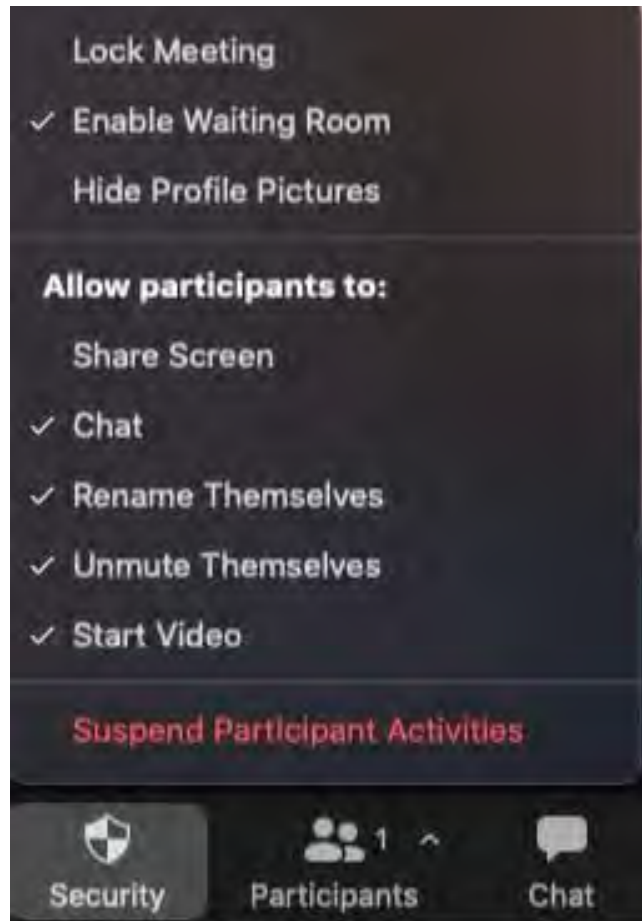 Lock Meeting
✓ Enable Waiting Room
Hide Profile Pictures
Allow participants to:
Share Screen
✓ Chat
✓ Rename Themselves
✓ Unmute Themselves
✓ Start Video
Suspend Participant Activities
1
Security Participants Chat